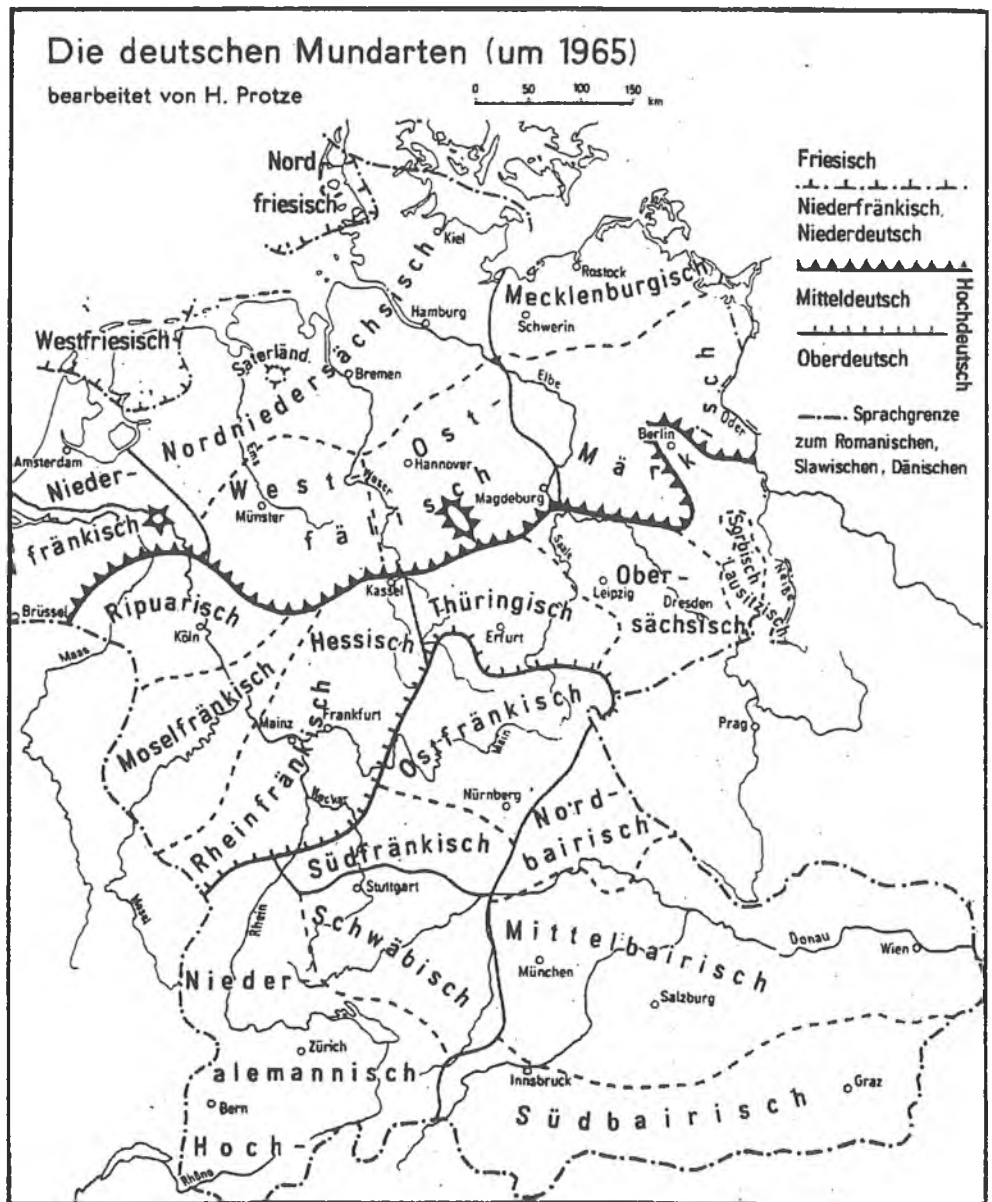 Die deutschen Mundarten (um 1965)
bearbeitet von H. Protze
0 50 100 150
km
Friesisch
Niederfränkisch,
Niederdeutsch
Mitteldeutsch
Oberdeutsch
Hochdeutsch
Sprachgrenze
zum Romanischen,
Slawischen, Dänischen
Nord
friesisch
Kiel
Rostock
Mecklenburgisch
Schwerin
Hamburg
Westfriesisch
Saterländ.
Bremen
Nordniedersächsisch
Elbe
Oder
Berlin
Märkisch
Amsterdam
Nieder-
fränkisch
Ems
Münster
West
fä
Ost-
lisch
Hannover
Weser
Magdeburg
Brüssel
Ripuarisch
Köln
Kassel
Maas
Saale
Leipzig
Ober-
sächsisch
Dresden
Sorbisch
Lausitzisch
Neiße
Thüringisch
Erfurt
Hessisch
Moselfränkisch
Mainz
Frankfurt
Rheinfränkisch
Ostfränkisch
Main
Prag
Neckar
Nürnberg
Nord-
bairisch
Südfränkisch
Stuttgart
Mosel
Rhein
Schwäbisch
Mittelbairisch
Donau
Wien
München
Salzburg
Nieder
Zürich
alemannisch
Bern
Hoch-
Rhône
Innsbruck
Graz
Südbairisch